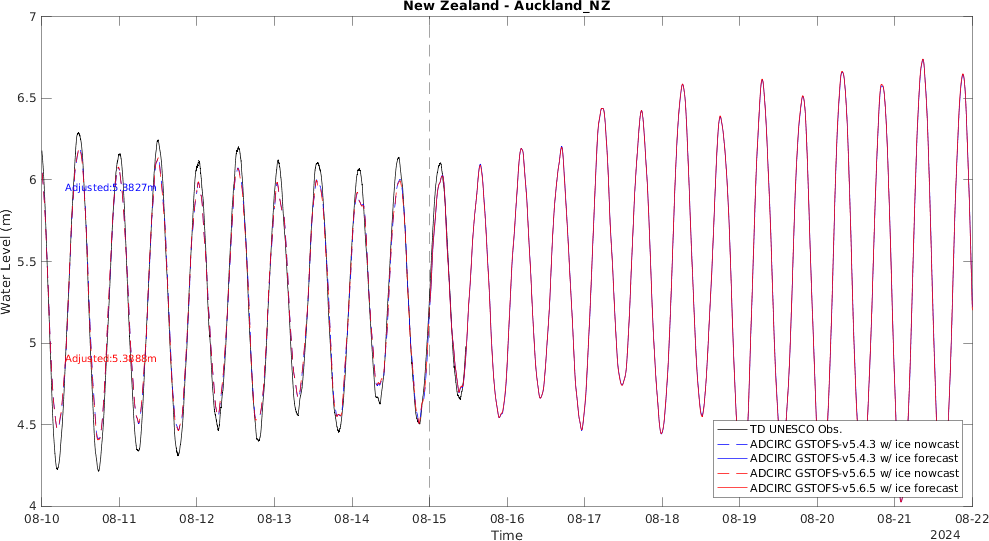 New Zealand - Auckland_NZ
7
6.5
6
5.5
5
4.5
4
Water Level (m)
Adjusted:5.3827m
Adjusted:5.3888m
TD UNESCO Obs.
ADCIRC GSTOFS-v5.4.3 w/ ice nowcast
ADCIRC GSTOFS-v5.4.3 w/ ice forecast
ADCIRC GSTOFS-v5.6.5 w/ ice nowcast
ADCIRC GSTOFS-v5.6.5 w/ ice forecast
08-10 08-11 08-12 08-13 08-14 08-15 08-16 08-17 08-18 08-19 08-20 08-21 08-22
Time
2024